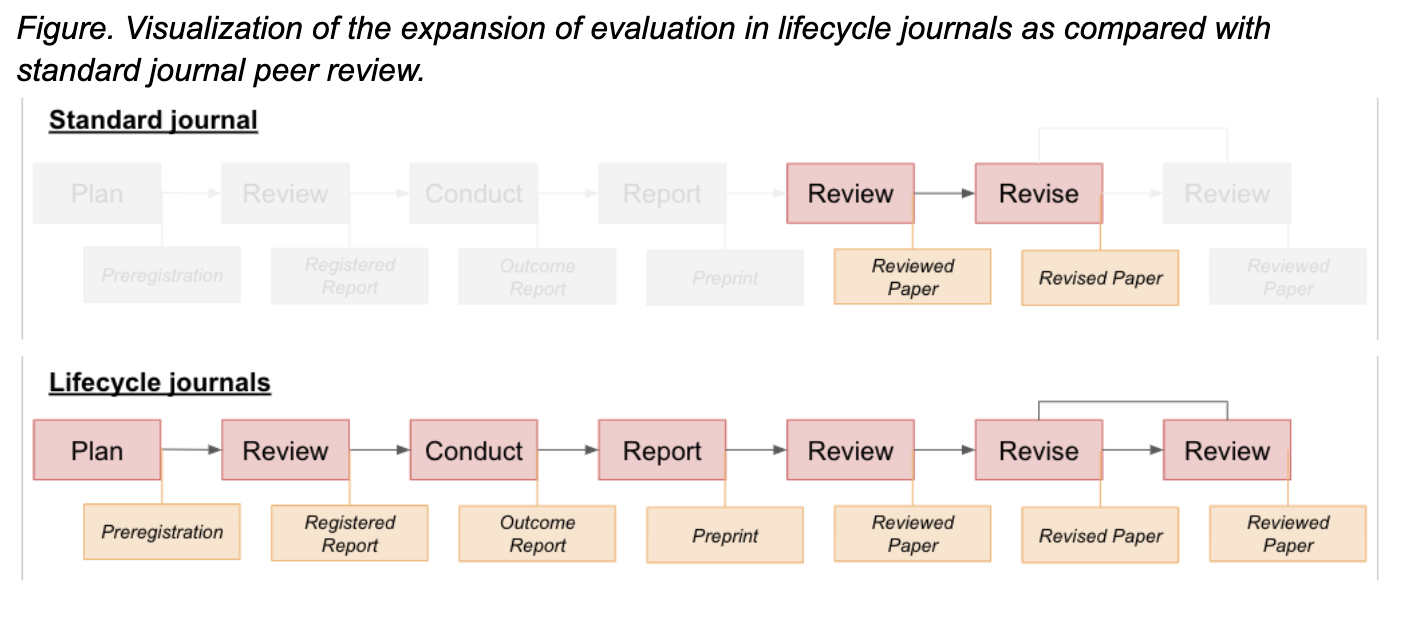 Figure. Visualization of the expansion of evaluation in lifecycle journals as compared with
standard journal peer review.
Standard journal
Plan
Review
Conduct
Report
Review
Revise
Review
Preregistration
Registered
Report
Outcome
Report
Preprint
Reviewed
Paper
Revised Paper
Reviewed
Paper
Lifecycle journals
Plan
Review
Conduct
Report
Review
Revise
Review
Preregistration
Registered
Report
Outcome
Report
Preprint
Reviewed
Paper
Revised Paper
Reviewed
Paper